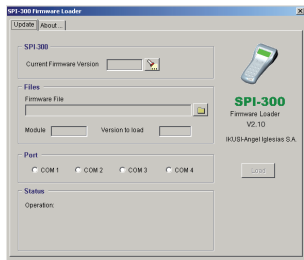 SPI-300 Firmware Loader
Update
About ...
SPI-300
Current Firmware Version
Files
Firmware File
Module
Version to load
Port
COM 1
COM 2
COM 3
COM 4
Status
Operation:
SPI-300
Firmware Loader
V2.10
IKUSI-Angel Iglesias S.A.
Load